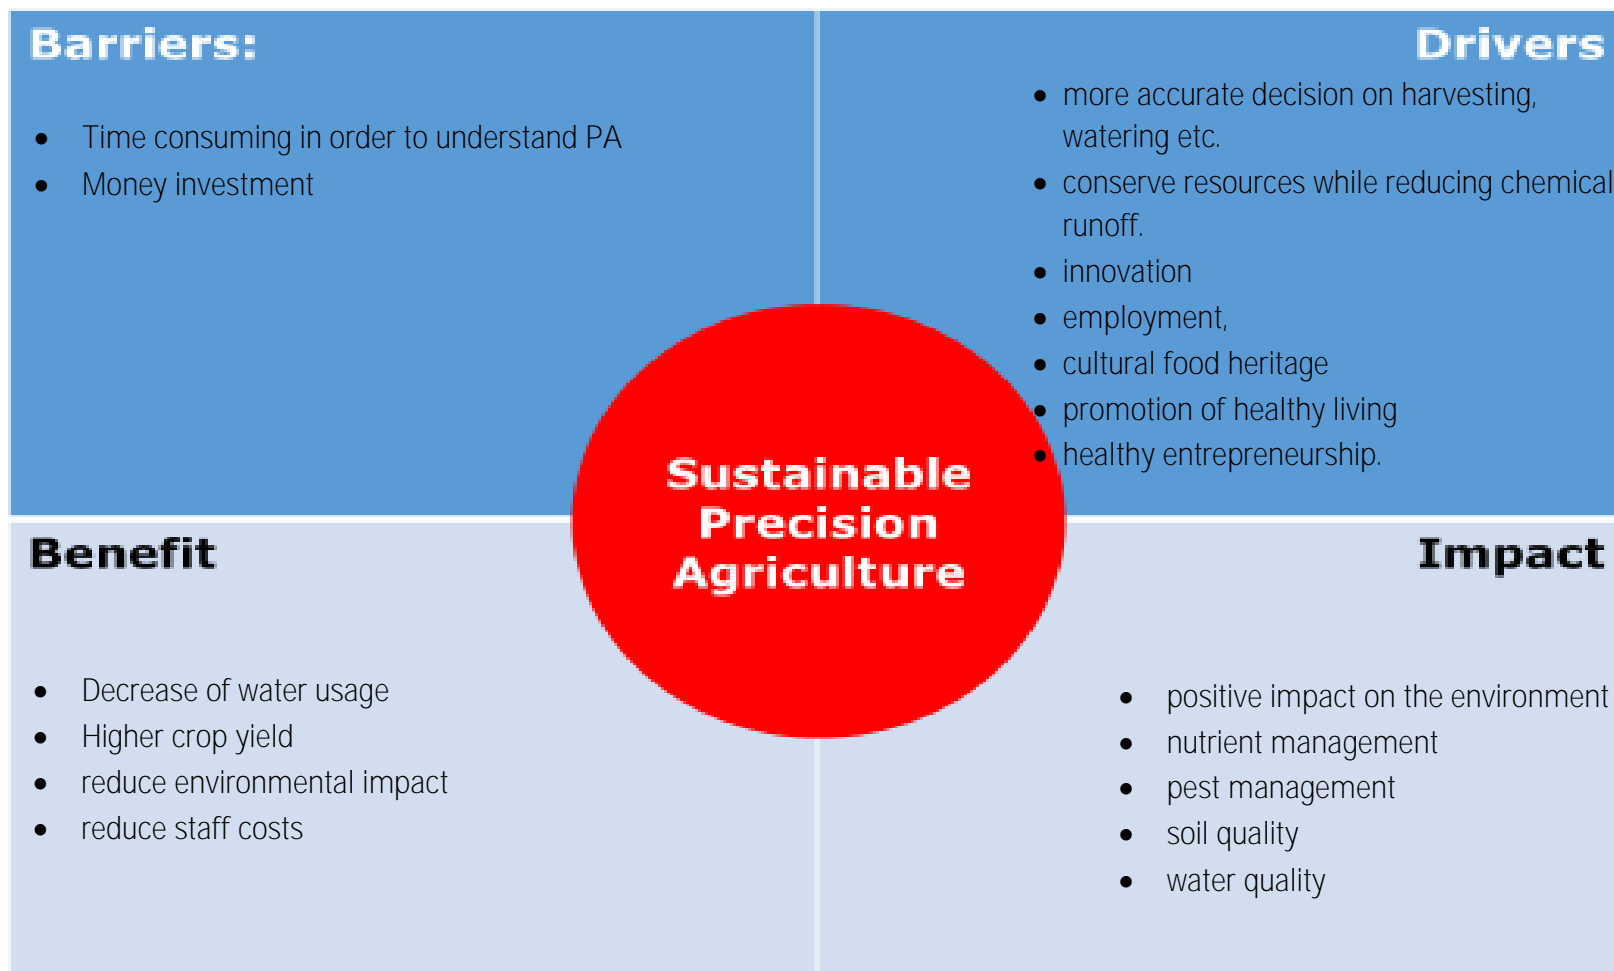 Barriers:
• Time consuming in order to understand PA
• Money investment
Drivers
• more accurate decision on harvesting,
watering etc.
• conserve resources while reducing chemical
runoff.
• innovation
• employment,
• cultural food heritage
• promotion of healthy living
• healthy entrepreneurship.
Sustainable
Precision
Agriculture
Benefit
• Decrease of water usage
• Higher crop yield
• reduce environmental impact
• reduce staff costs
Impact
• positive impact on the environment
• nutrient management
• pest management
• soil quality
• water quality